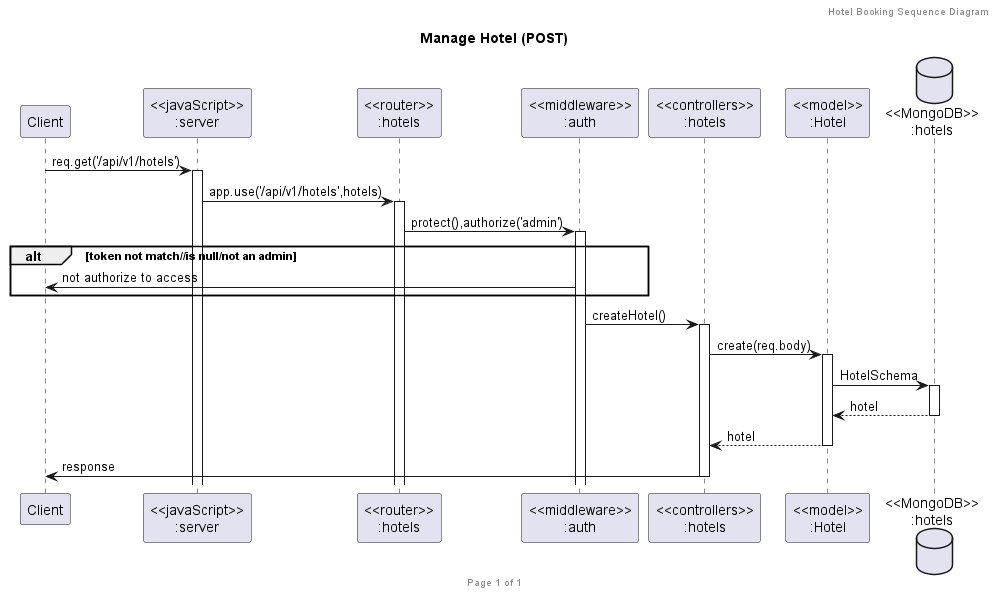 Hotel Booking Sequence Diagram
Manage Hotel (POST)
Client
<<javaScript>>
:server
<<router>>
:hotels
<<middleware>>
:auth
<<controllers>>
:hotels
<<model>>
:Hotel
<<MongoDB>>
:hotels
req.get('/api/v1/hotels')
app.use('/api/v1/hotels',hotels)
protect(),authorize('admin')
alt [token not match//is null/not an admin]
not authorize to access
createHotel()
create(req.body)
HotelSchema
hotel
hotel
response
Client
<<javaScript>>
:server
<<router>>
:hotels
<<middleware>>
:auth
<<controllers>>
:hotels
<<model>>
:Hotel
<<MongoDB>>
:hotels
Page 1 of 1